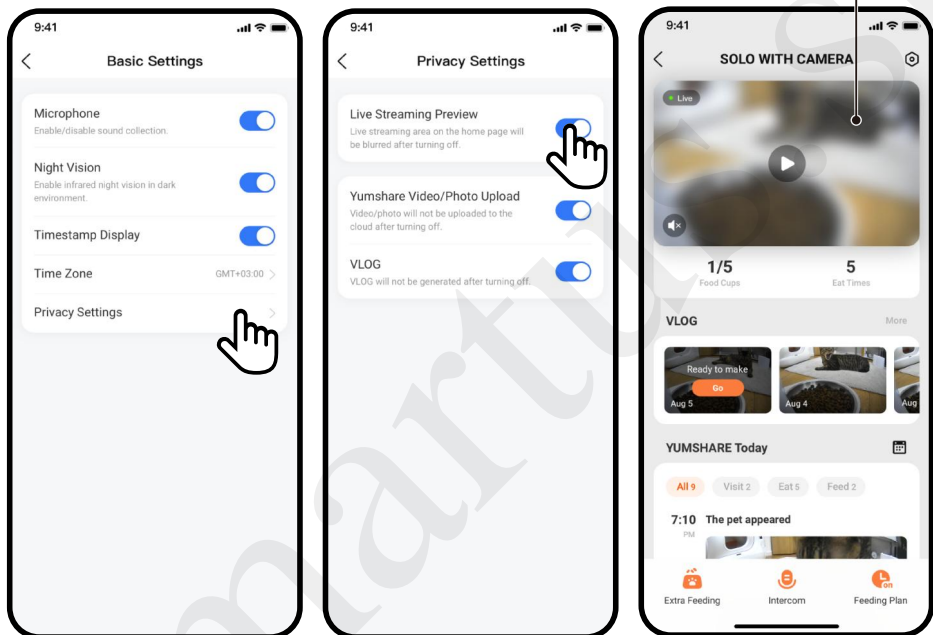 9:41
Basic Settings
Microphone
Enable/disable sound collection.
Night Vision
Enable infrared night vision in dark
environment.
Timestamp Display
Time Zone GMT+03:00
Privacy Settings
9:41
Privacy Settings
Live Streaming Preview
Live streaming area on the home page will
be blurred after turning off.
Yumshare Video/Photo Upload
Video/photo will not be uploaded to the
cloud after turning off.
VLOG
VLOG will not be generated after turning off.
9:41
SOLO WITH CAMERA
Live
1/5 5
Food Cups Eat Times
VLOG More
Ready to make
Go
Aug 5 Aug 4 Aug
YUMSHARE Today
All 9 Visit 2 Eat 5 Feed 2
7:10 The pet appeared
PM
on
Extra Feeding Intercom Feeding Plan